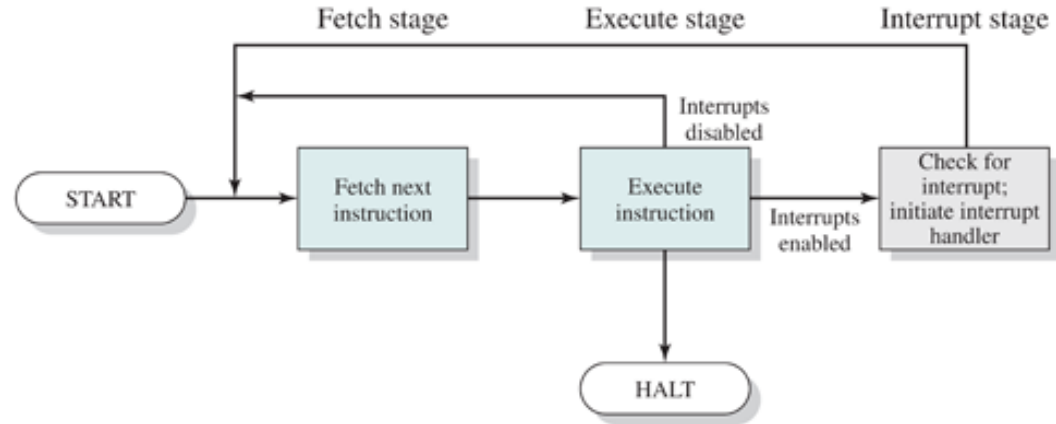 Fetch stage
Execute stage
Interrupt stage
Interrupts
disabled
START
Fetch next
instruction
Execute
instruction
Interrupts
enabled
Check for
interrupt;
initiate interrupt
handler
HALT